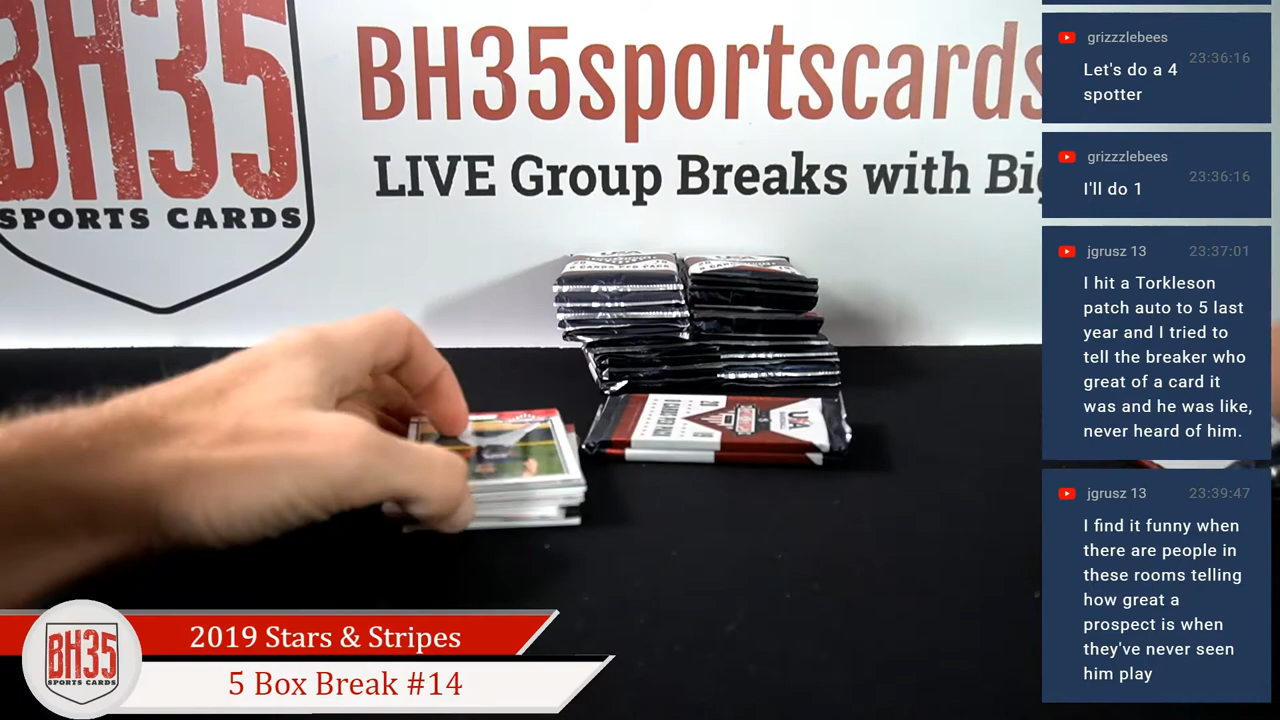 BH35
SPORTS CARDS
BH35sportscards
LIVE Group Breaks with Big
USA
USA
USA
grizzzlebees
23:36:16
Let's do a 4
spotter
grizzzlebees
23:36:16
I'll do 1
jgrusz 13
23:37:01
I hit a Torkleson
patch auto to 5 last
year and I tried to
tell the breaker who
great of a card it
was and he was like,
never heard of him.
jgrusz 13
23:39:47
I find it funny when
there are people in
these rooms telling
how great a
prospect is when
they've never seen
him play
BH35
SPORTS CARDS
2019 Stars & Stripes
5 Box Break #14